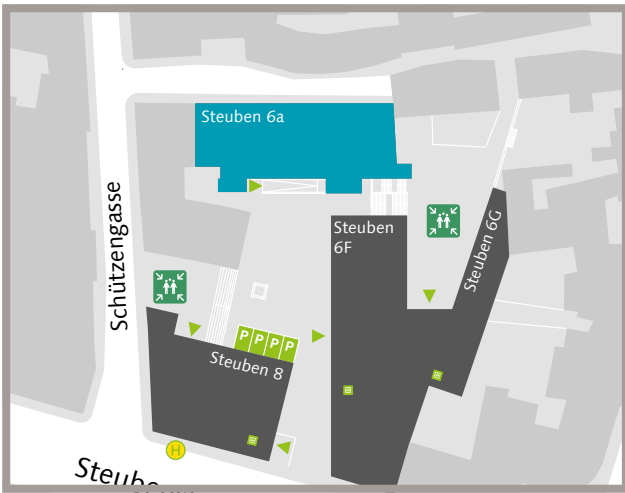 Steuben 6a
Steuben
6F
Steuben 6G
Schützengasse
P P P P
Steuben 8
H